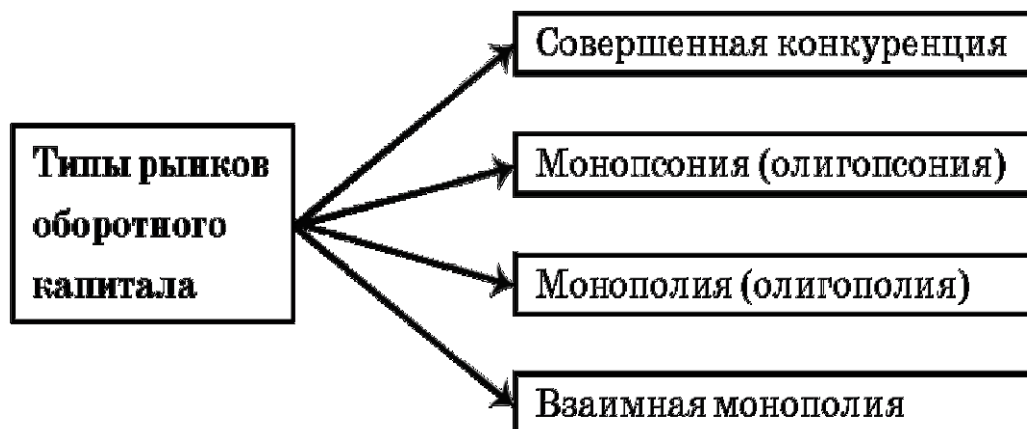 Типы рынков
оборотного
капитала
Совершенная конкуренция
Монопсония (олигопсония)
Монополия (олигополия)
Взаимная монополия